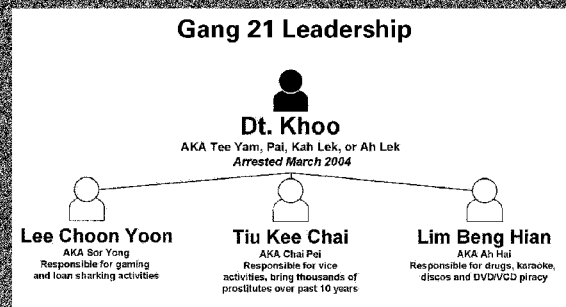 Gang 21 Leadership
Dt. Khoo
AKA Tee Yam, Pai, Kah Lek, or Ah Lek
Arrested March 2004
Lee Choon Yoon
AKA Sor Yong
Responsible for gaming
and loan sharking activities
Tiu Kee Chai
AKA Chai Pei
Responsible for vice
activities, bring thousands of
prostitutes over past 10 years
Lim Beng Hian
AKA Ah Hai
Responsible for drugs, karaoke,
discos and DVD/VCD piracy